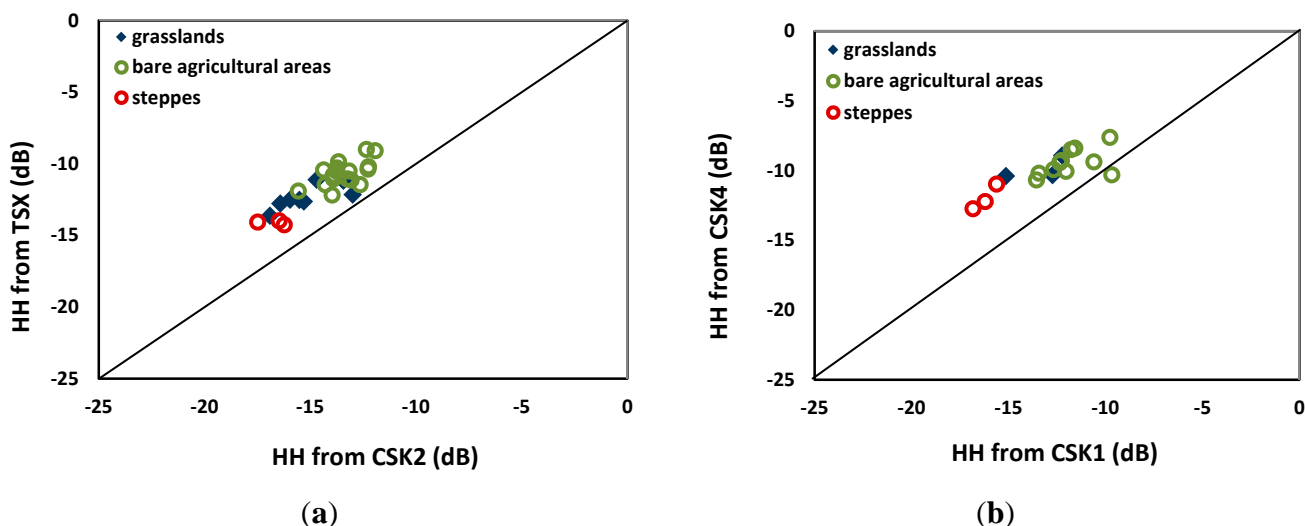 0
-5
-10
-15
-20
-25
HH from TSX (dB)
grasslands
bare agricultural areas
steppes
-25 -20 -15 -10 -5 0
HH from CSK2 (dB)
(a)
0
-5
-10
-15
-20
-25
HH from CSK4 (dB)
grasslands
bare agricultural areas
steppes
-25 -20 -15 -10 -5 0
HH from CSK1 (dB)
(b)